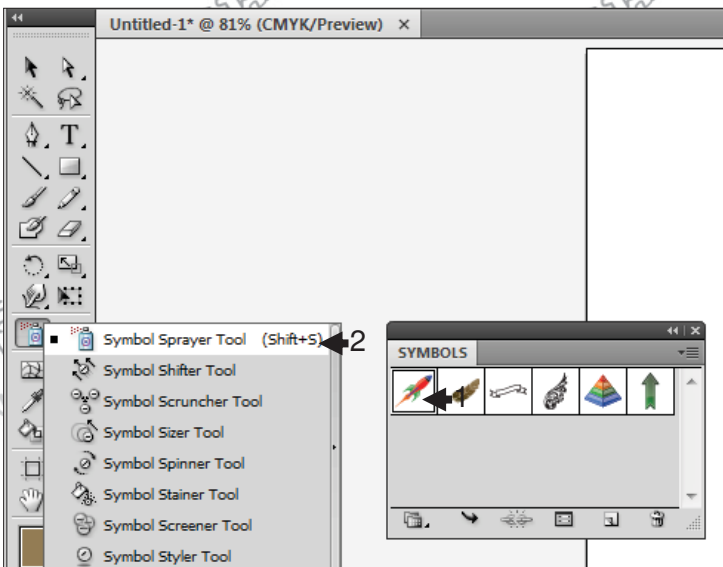 Untitled-1* @ 81% (CMYK/Preview) ×
T
Symbol Sprayer Tool (Shift+S) 2
Symbol Shifter Tool
Symbol Scruncher Tool
Symbol Sizer Tool
Symbol Spinner Tool
Symbol Stainer Tool
Symbol Screener Tool
Symbol Styler Tool
SYMBOLS
1